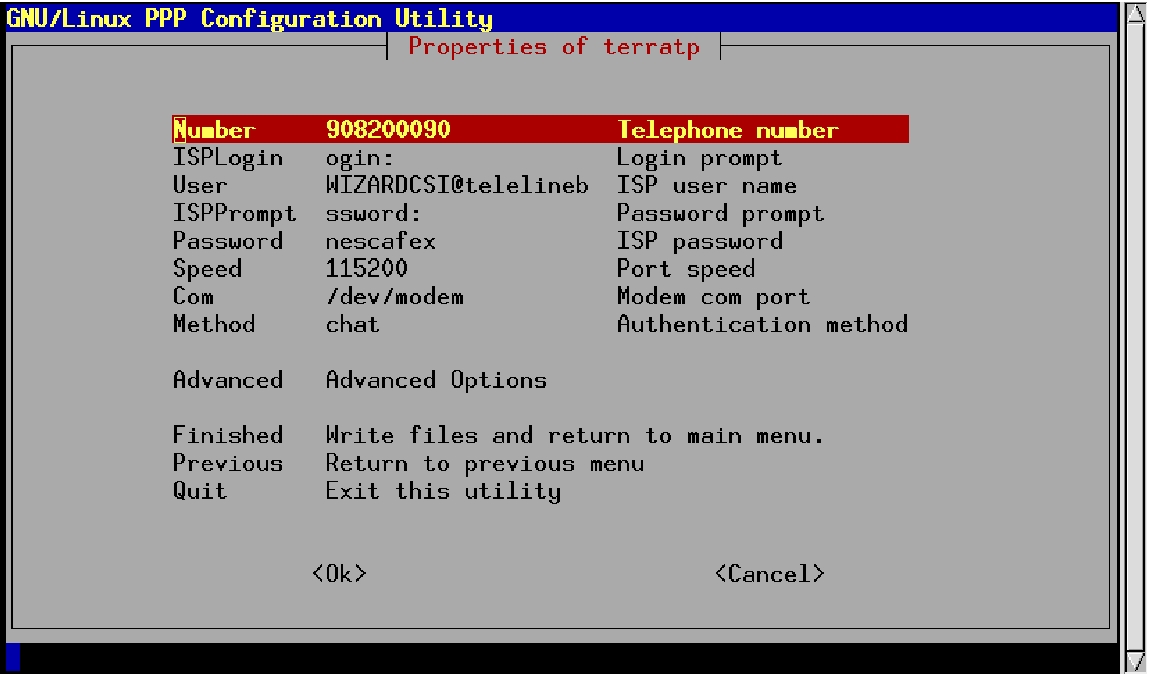 GNU/Linux PPP Configuration Utility
Properties of terratp
Number 908200090 Telephone number
ISPLogin ogin: Login prompt
User WIZARDCSI@telelineb ISP user name
ISPPrompt ssword: Password prompt
Password nescafex ISP password
Speed 115200 Port speed
Com /dev/modem Modem com port
Method chat Authentication method
Advanced Advanced Options
Finished Write files and return to main menu.
Previous Return to previous menu
Quit Exit this utility
<Ok> <Cancel>